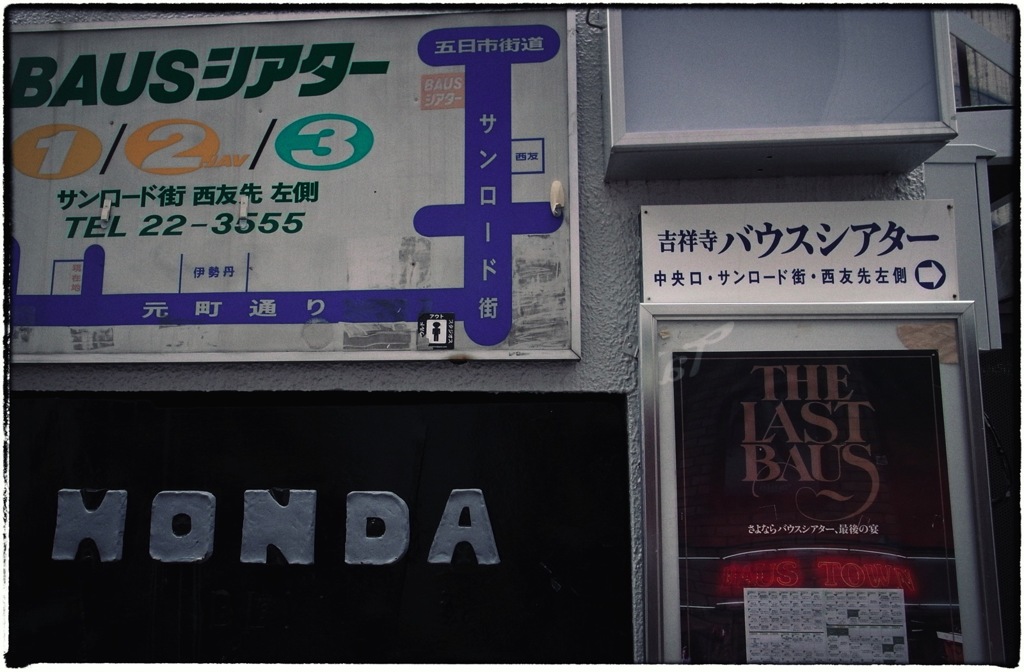 BAUSシアター
1/2/3
サンロード街 西友先 左側
TEL 22-3555
五日市街道
BAUS
シアター
サンロード街
西友
現在地
伊勢丹
元町通り
吉祥寺 バウスシアター
中央口・サンロード街・西友先左側
THE
LAST
BAUS
さよならバウスシアター、最後の宴
BAUS TOWN
HONDA